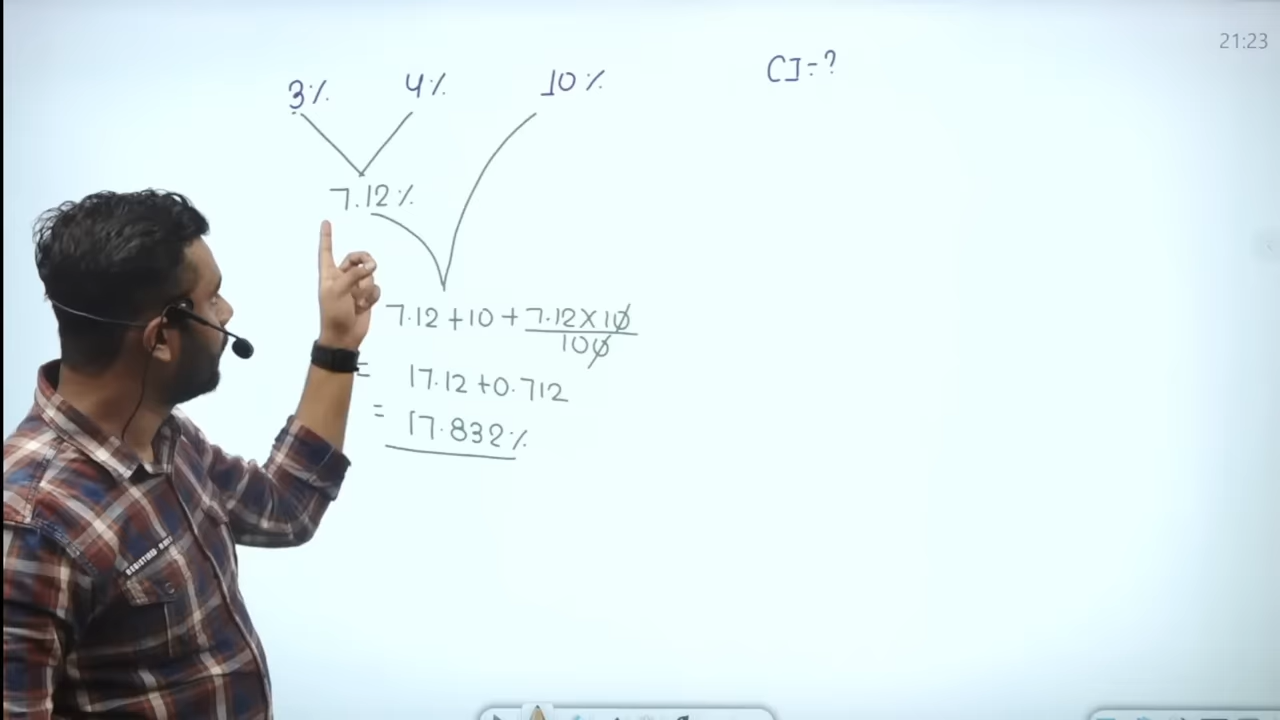 21:23
3% 4% 10% CI=?
7.12%
7.12 + 10 + 7.12 × 10 / 100
= 17.12 + 0.712
= 17.832%